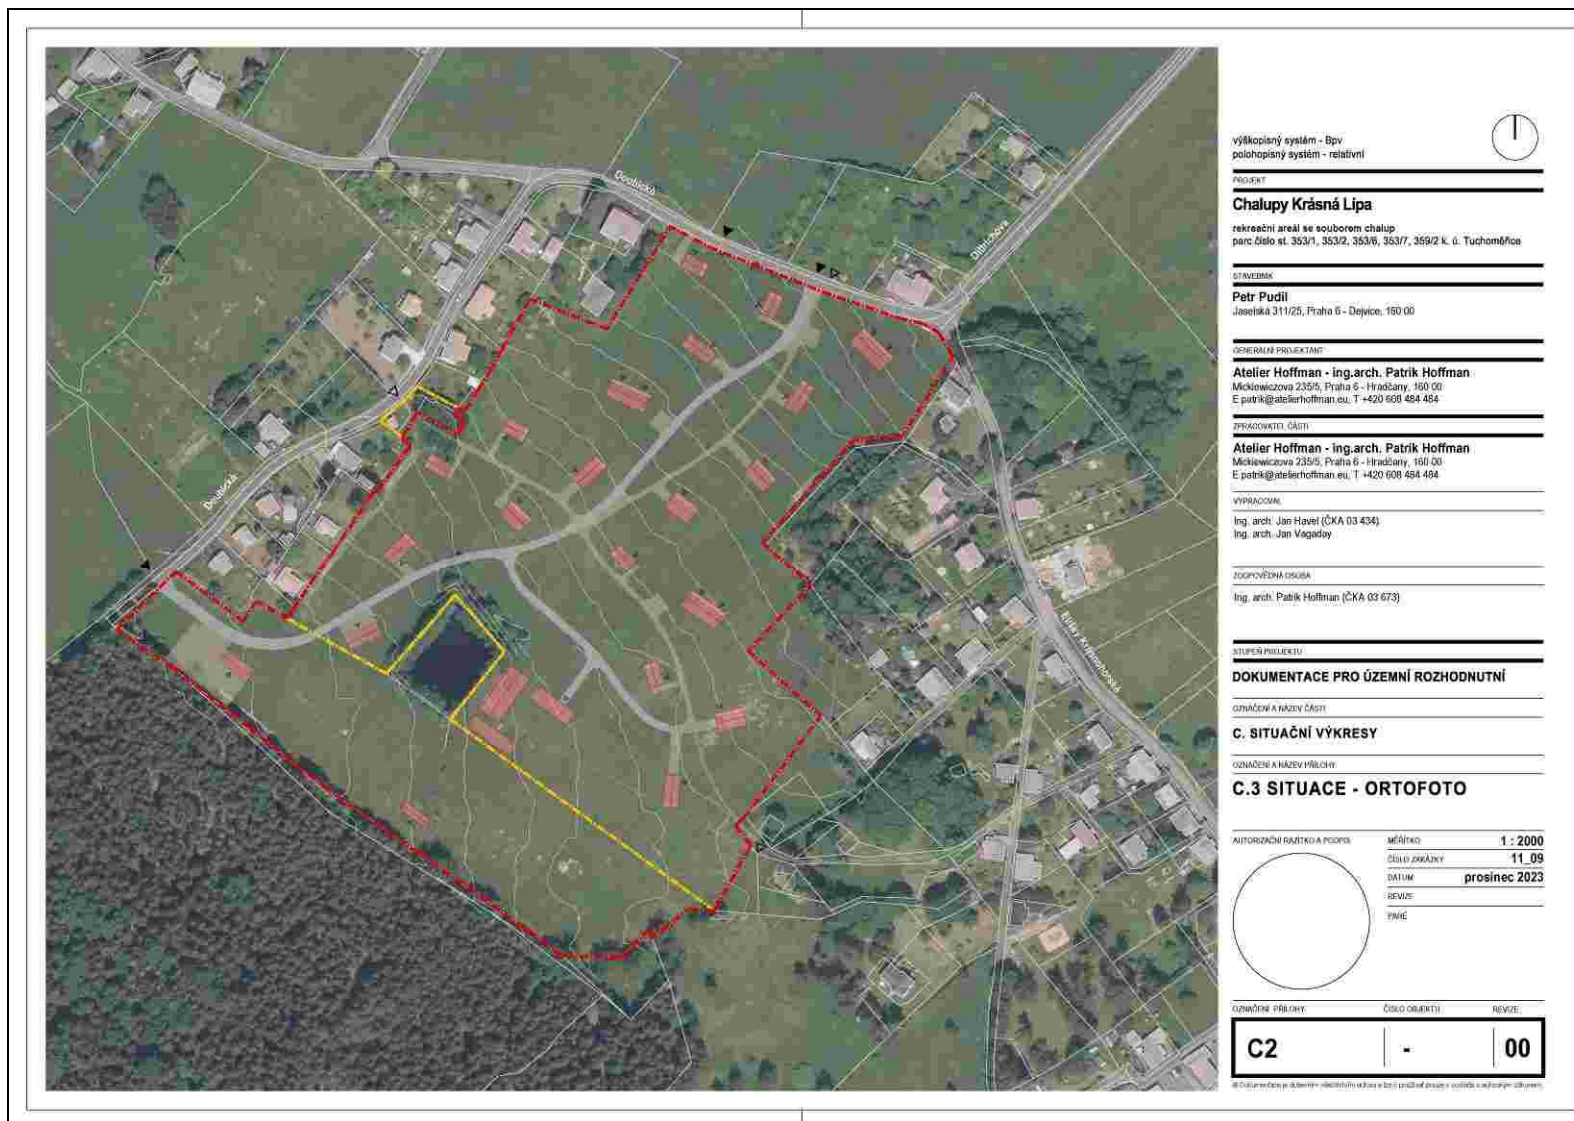 Doubická
Dittrichova
Doubická
Elišky Krásnohorské
výškopisný systém - Bpv
polohopisný systém - relativní
PROJEKT
Chalupy Krásná Lípa
rekreační areál se souborem chalup
parc.číslo st. 353/1, 353/2, 353/6, 353/7, 359/2 k. ú. Tuchoměřice
STAVEBNÍK
Petr Pudil
Jaselská 311/25, Praha 6 - Dejvice, 160 00
GENERÁLNÍ PROJEKTANT
Atelier Hoffman - ing.arch. Patrik Hoffman
Mickiewiczova 235/5, Praha 6 - Hradčany, 160 00
E patrik@atelierhoffman.eu, T +420 608 484 484
ZPRACOVATEL ČÁSTI
Atelier Hoffman - ing.arch. Patrik Hoffman
Mickiewiczova 235/5, Praha 6 - Hradčany, 160 00
E patrik@atelierhoffman.eu, T +420 608 484 484
VYPRACOVAL
Ing. arch. Jan Havel (ČKA 03 434)
Ing. arch. Jan Vagaday
ZODPOVĚDNÁ OSOBA
Ing. arch. Patrik Hoffman (ČKA 03 673)
STUPEŇ PROJEKTU
DOKUMENTACE PRO ÚZEMNÍ ROZHODNUTÍ
OZNAČENÍ A NÁZEV ČÁSTI
C. SITUAČNÍ VÝKRESY
OZNAČENÍ A NÁZEV PŘÍLOHY
C.3 SITUACE - ORTOFOTO
AUTORIZAČNÍ RAZÍTKO A PODPIS
MĚŘÍTKO 1 : 2000
ČÍSLO ZAKÁZKY 11_09
DATUM prosinec 2023
REVIZE
PARÉ
OZNAČENÍ PŘÍLOHY: ČÍSLO OBJEKTU: REVIZE:
C2 - 00